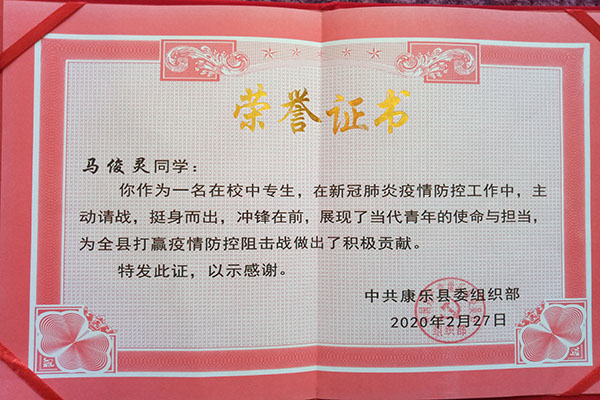 荣誉证书
马俊灵同学：
你作为一名在校中专生，在新冠肺炎疫情防控工作中，主
动请战，挺身而出，冲锋在前，展现了当代青年的使命与担当，
为全县打赢疫情防控阻击战做出了积极贡献。
特发此证，以示感谢。
中共康乐县委组织部
2020年2月27日
组织部